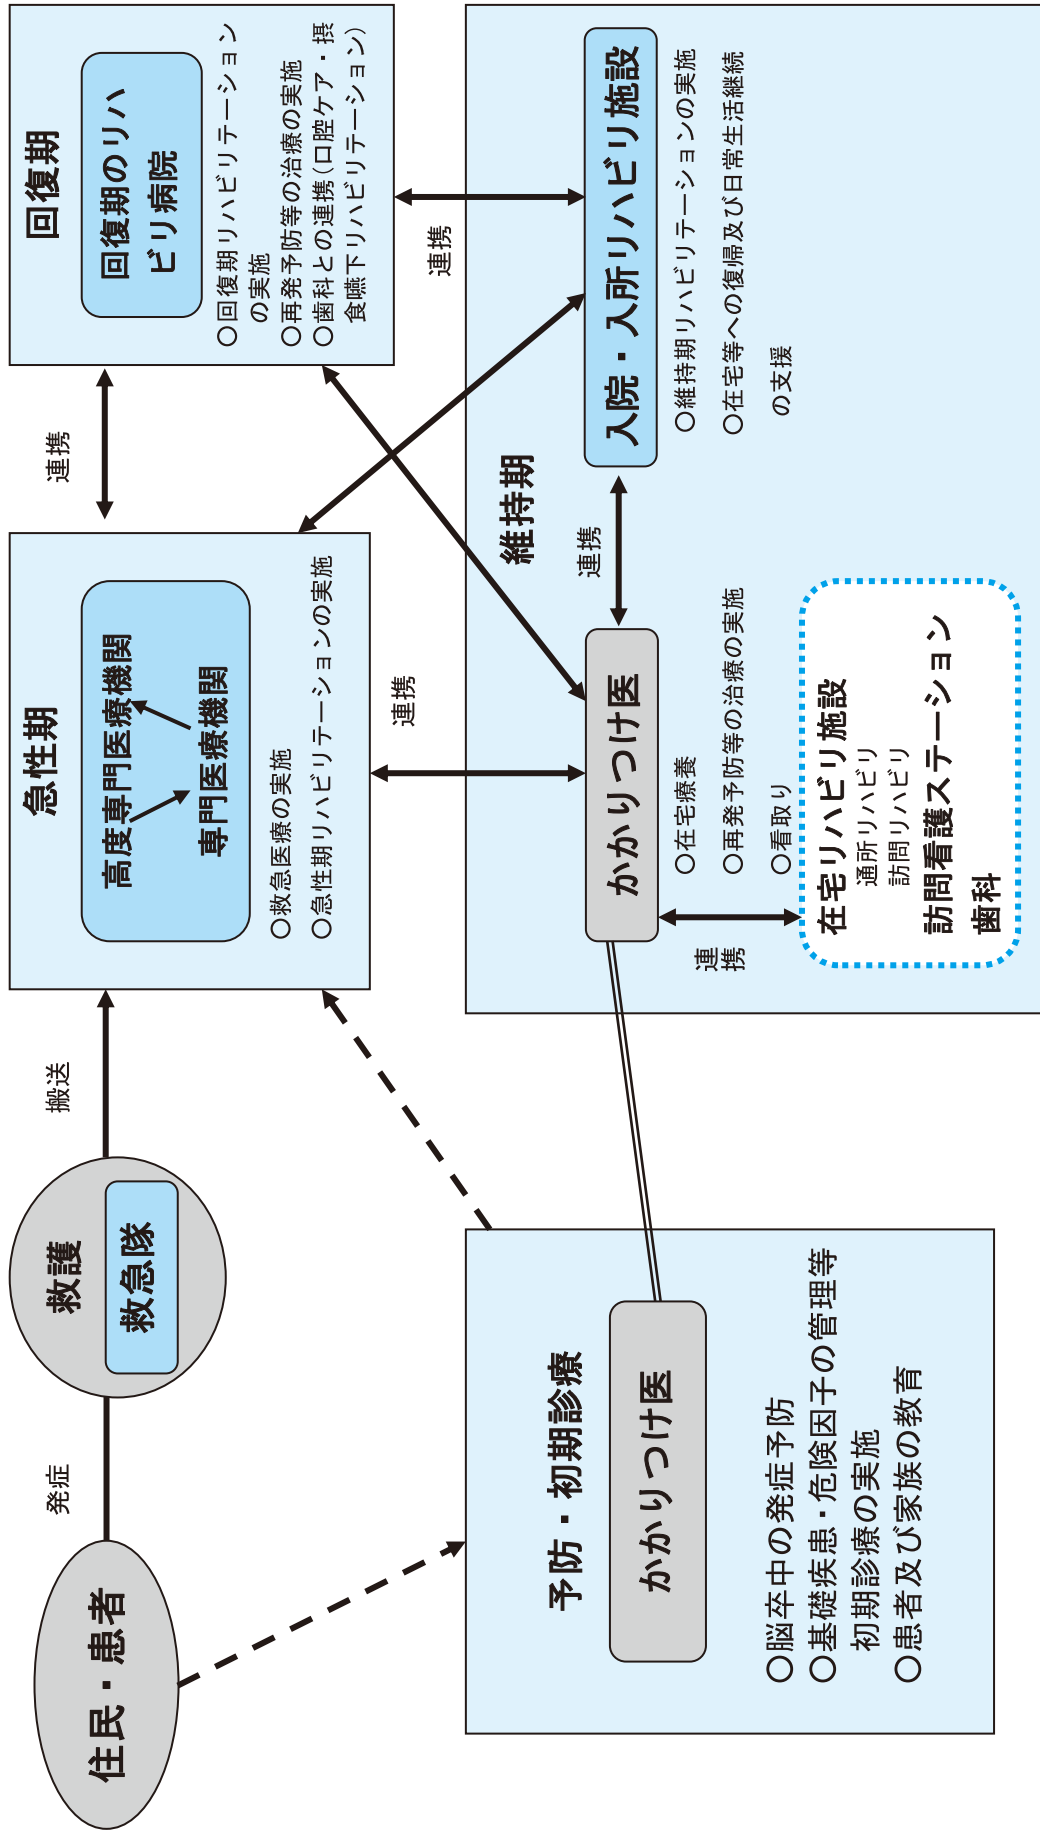 住民・患者
発症
救護
救急隊
搬送
急性期
高度専門医療機関
専門医療機関
○救急医療の実施
○急性期リハビリテーションの実施
連携
回復期
回復期のリハ
ビリ病院
○回復期リハビリテーション
の実施
○再発予防等の治療の実施
○歯科との連携(口腔ケア・摂
食嚥下リハビリテーション)
連携
連携
予防・初期診療
かかりつけ医
○脳卒中の発症予防
○基礎疾患・危険因子の管理等
初期診療の実施
○患者及び家族の教育
維持期
かかりつけ医
○在宅療養
○再発予防等の治療の実施
○看取り
連携
連
携
在宅リハビリ施設
通所リハビリ
訪問リハビリ
訪問看護ステーション
歯科
入院・入所リハビリ施設
○維持期リハビリテーションの実施
○在宅等への復帰及び日常生活継続
の支援